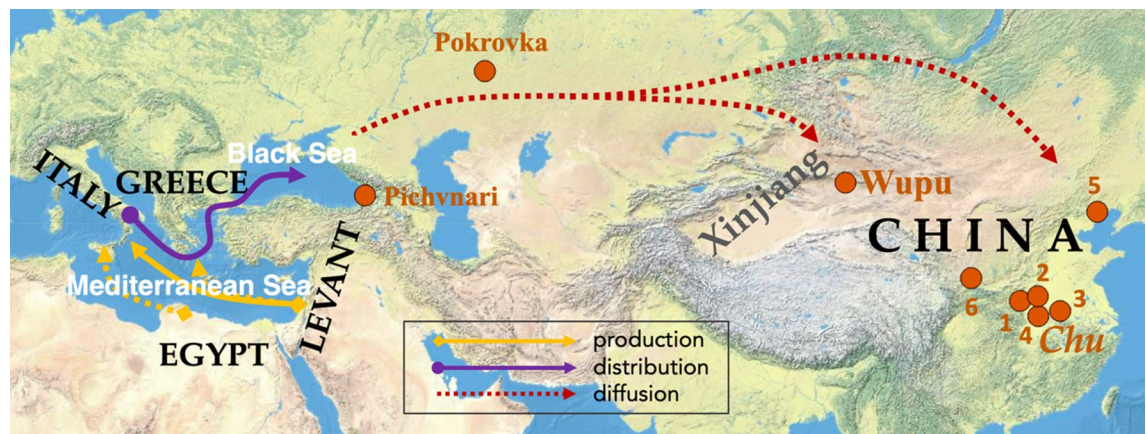 Pokrovka
Black Sea
ITALY
GREECE
Pichvnari
Wupu
Xinjiang
5
CHINA
LEVANT
Mediterranean Sea
2
6
1
3
4
Chu
EGYPT
production
distribution
diffusion